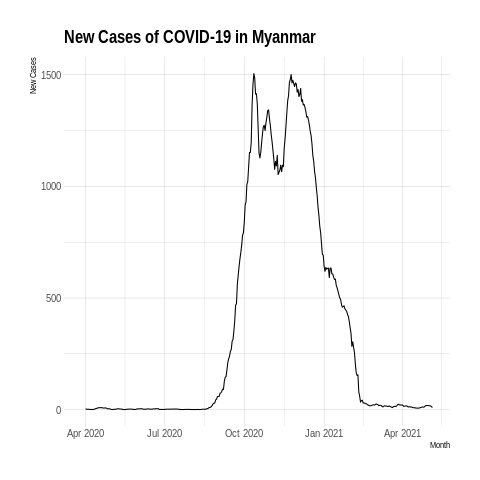 New Cases of COVID-19 in Myanmar
New Cases
1500
1000
500
0
Apr 2020 Jul 2020 Oct 2020 Jan 2021 Apr 2021
Month